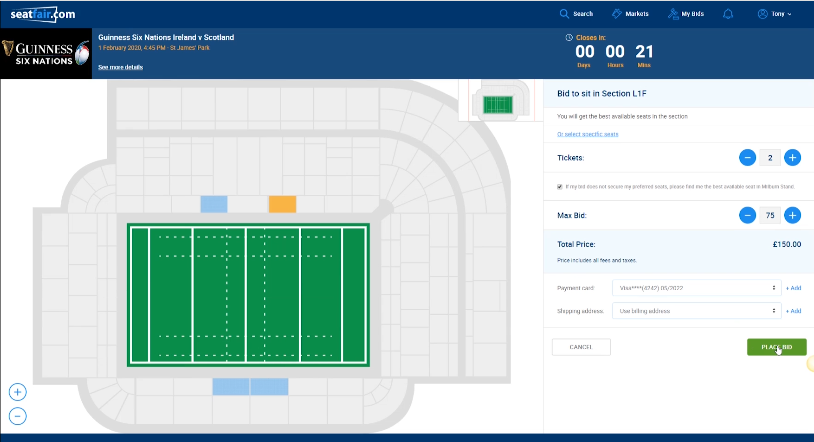 seatfair.com
Search
Markets
My Bids
Tony
GUINNESS
SIX NATIONS
Guinness Six Nations Ireland v Scotland
1 February 2020, 4:45 PM - St James' Park
See more details
Closes in:
00 00 21
Days Hours Mins
Bid to sit in Section L1F
You will get the best available seats in the section
Or select specific seats
Tickets:
− 2 +
If my bid does not secure my preferred seats, please find me the best available seat in Milburn Stand.
Max Bid:
− 75 +
Total Price: £150.00
Price includes all fees and taxes.
Payment card: Visa****(4242) 05/2022 + Add
Shipping address: Use billing address + Add
CANCEL PLACE BID
+
−